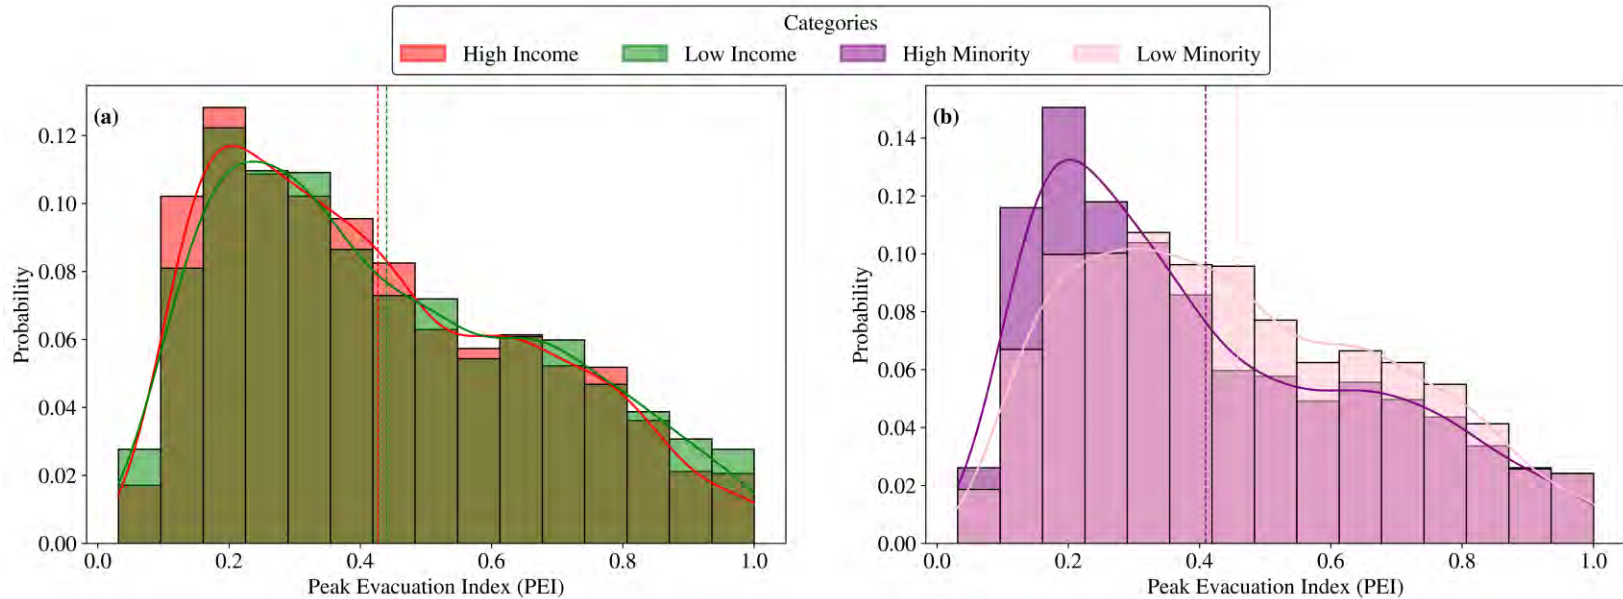 Categories
High Income Low Income High Minority Low Minority
(a)
0.12
0.10
0.08
0.06
0.04
0.02
0.00
Probability
0.0 0.2 0.4 0.6 0.8 1.0
Peak Evacuation Index (PEI)
(b)
0.14
0.12
0.10
0.08
0.06
0.04
0.02
0.00
Probability
0.0 0.2 0.4 0.6 0.8 1.0
Peak Evacuation Index (PEI)